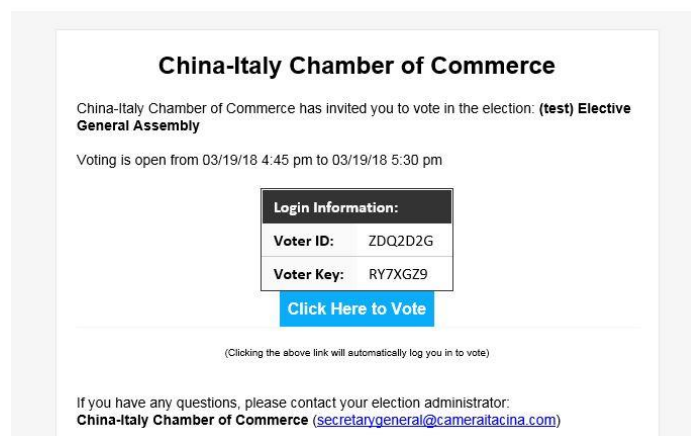 China-Italy Chamber of Commerce
China-Italy Chamber of Commerce has invited you to vote in the election: (test) Elective
General Assembly
Voting is open from 03/19/18 4:45 pm to 03/19/18 5:30 pm
Login Information:
Voter ID: ZDQ2D2G
Voter Key: RY7XGZ9
Click Here to Vote
(Clicking the above link will automatically log you in to vote)
If you have any questions, please contact your election administrator:
China-Italy Chamber of Commerce (secretarygeneral@cameraitacina.com)